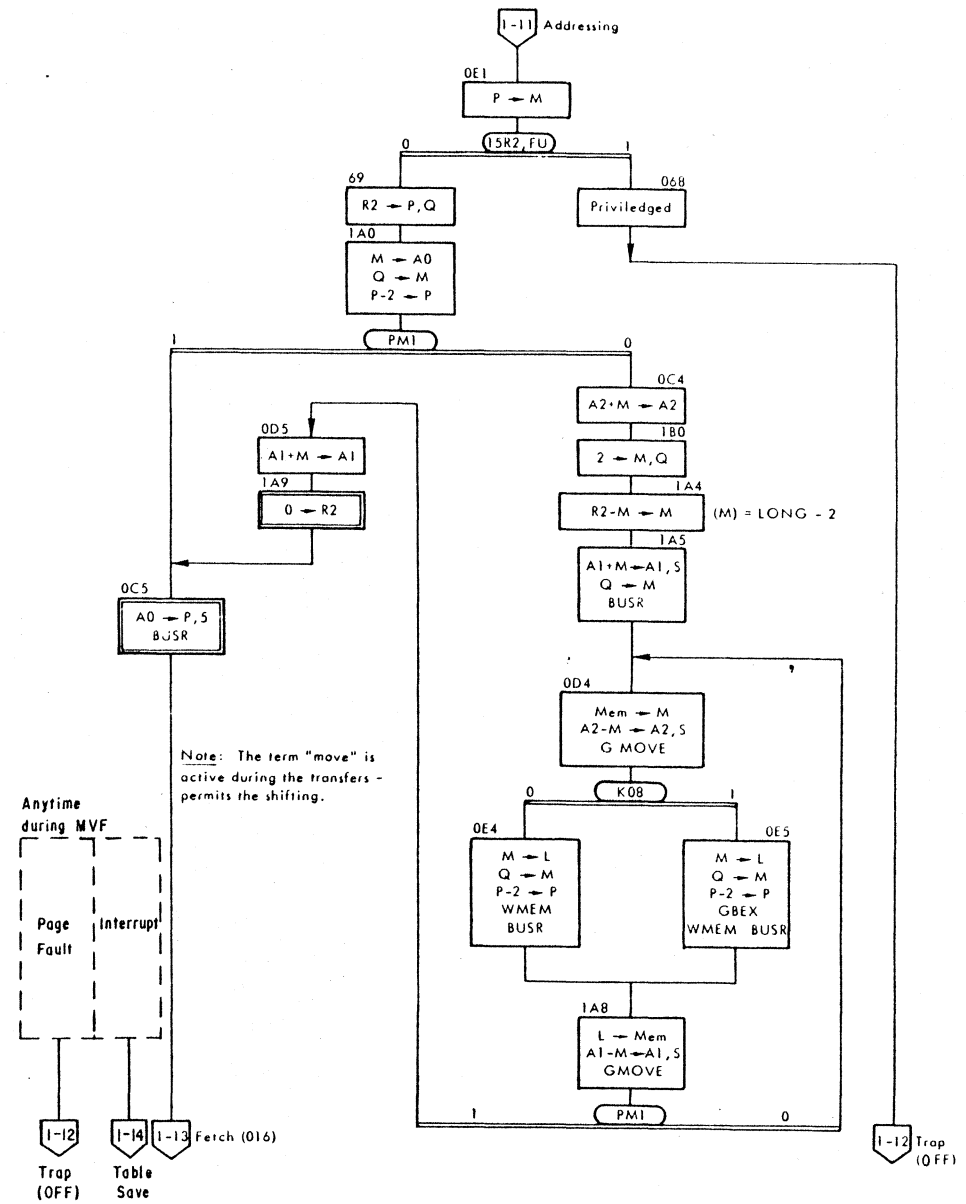 1-11 Addressing
0E1
P → M
15R2, FU
0 1
69
R2 → P,Q
068
Priviledged
1A0
M → A0
Q → M
P-2 → P
PM1
1 0
0C4
A2+M → A2
1B0
2 → M,Q
1A4
R2-M → M (M) = LONG - 2
1A5
A1+M→A1,S
Q → M
BUSR
0D5
A1+M → A1
1A9
0 → R2
0C5
A0 → P,5
BUSR
0D4
Mem → M
A2-M → A2,S
G MOVE
K08
0 1
0E4
M → L
Q → M
P-2 → P
WMEM
BUSR
0E5
M → L
Q → M
P-2 → P
GBEX
WMEM BUSR
Note: The term "move" is
active during the transfers -
permits the shifting.
Anytime
during MVF
Page
Fault
Interrupt
1A8
L → Mem
A1-M→A1,S
GMOVE
PM1
1 0
1-12
Trap
(OFF)
1-14
Table
Save
1-13 Fetch (016)
1-12 Trap
(OFF)